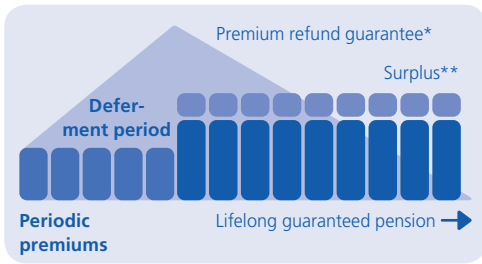 Premium refund guarantee*
Surplus**
Defer-
ment period
Periodic
premiums
Lifelong guaranteed pension